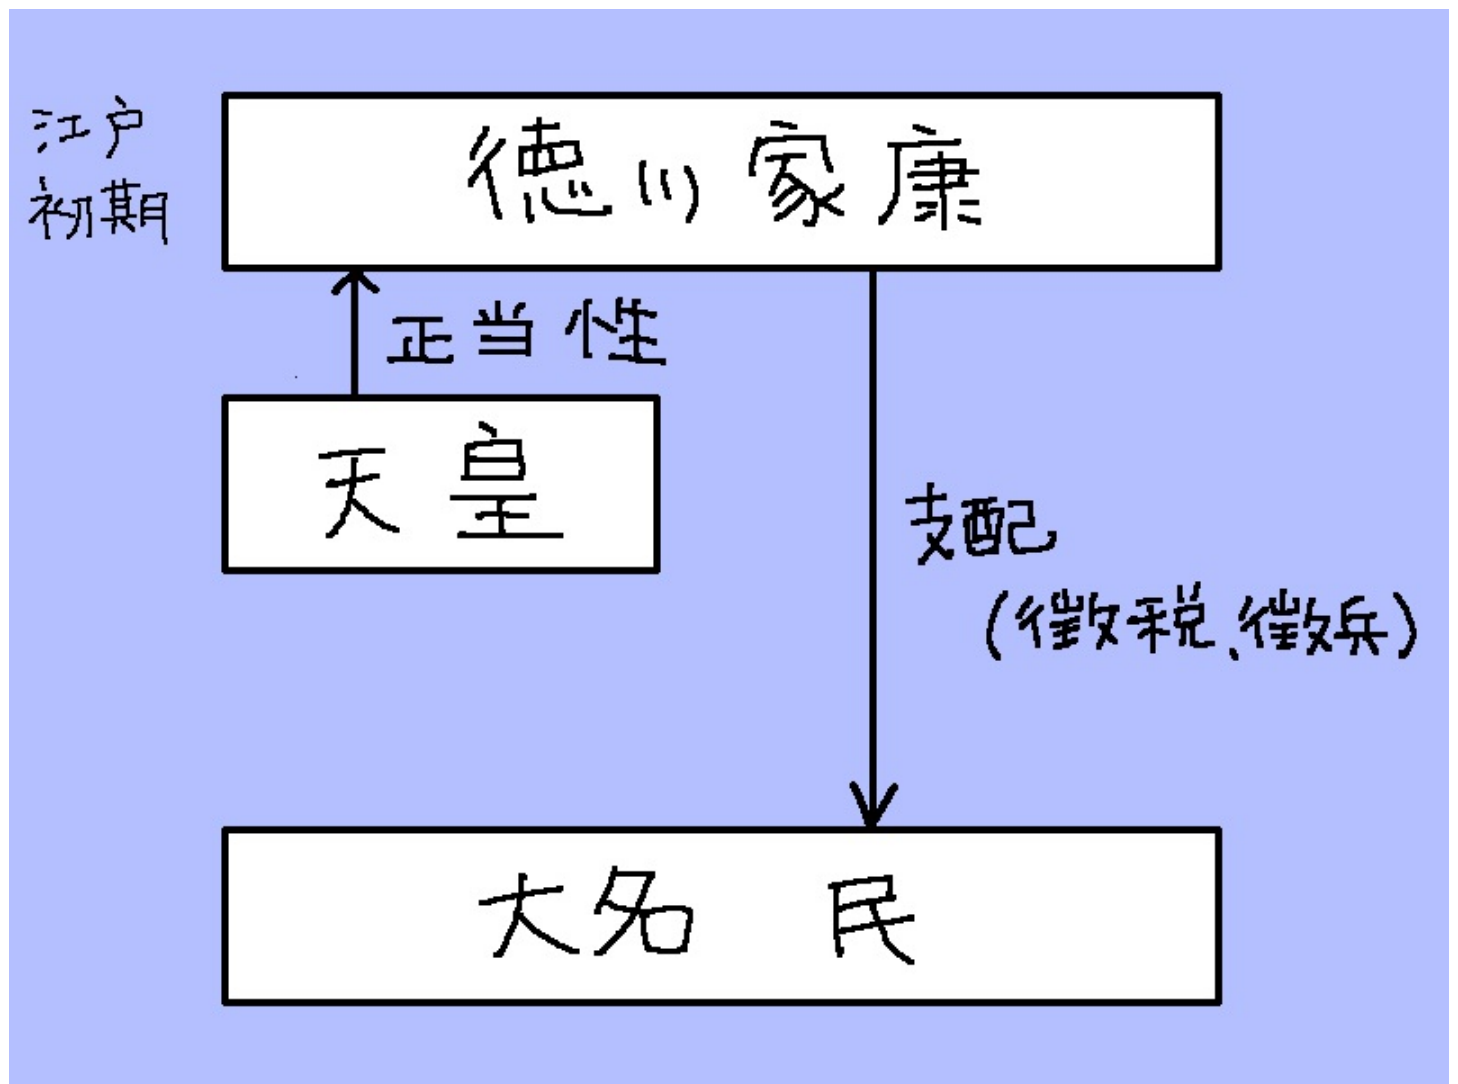 江戸
初期
徳川家康
正当性
天皇
支配
(徴税、徴兵)
大名 民